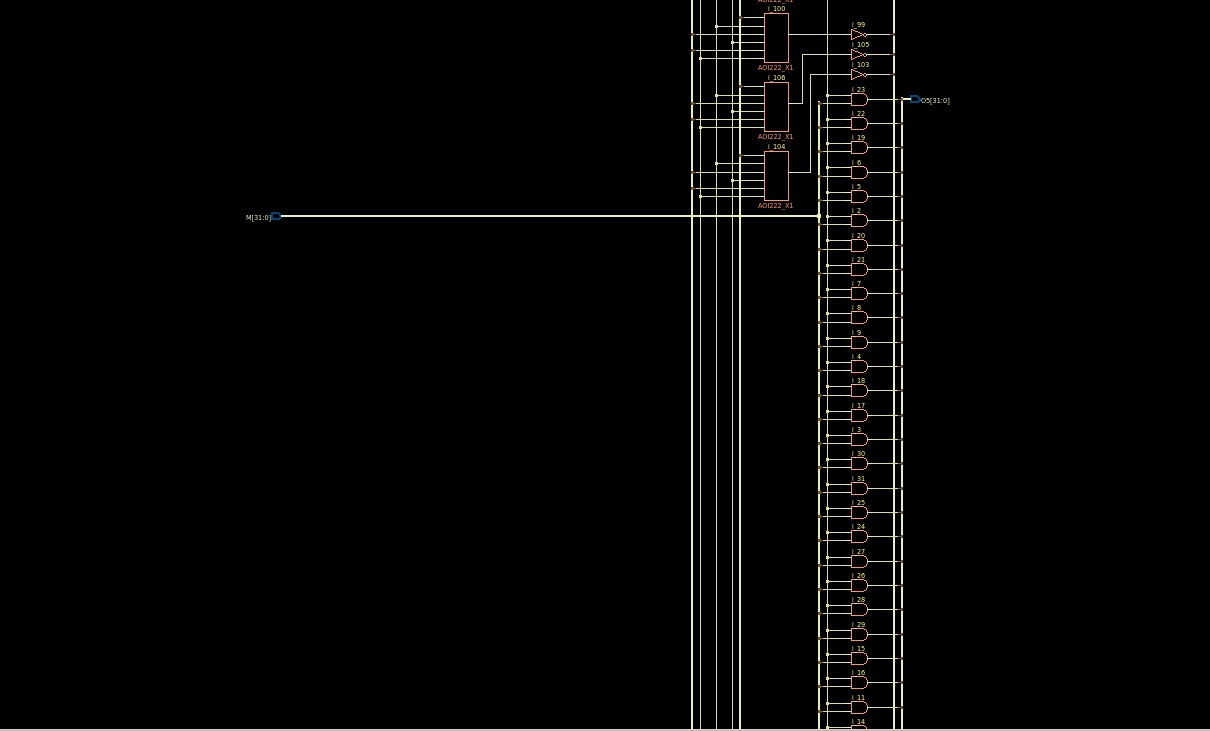 AOI222_X1
I_100
I_99
I_105
I_103
AOI222_X1
I_106
I_23
O5[31:0]
I_22
AOI222_X1
I_19
I_104
I_6
I_5
AOI222_X1
I_2
M[31:0]
I_20
I_21
I_7
I_8
I_9
I_4
I_18
I_17
I_3
I_30
I_31
I_25
I_24
I_27
I_26
I_28
I_29
I_15
I_16
I_11
I_14